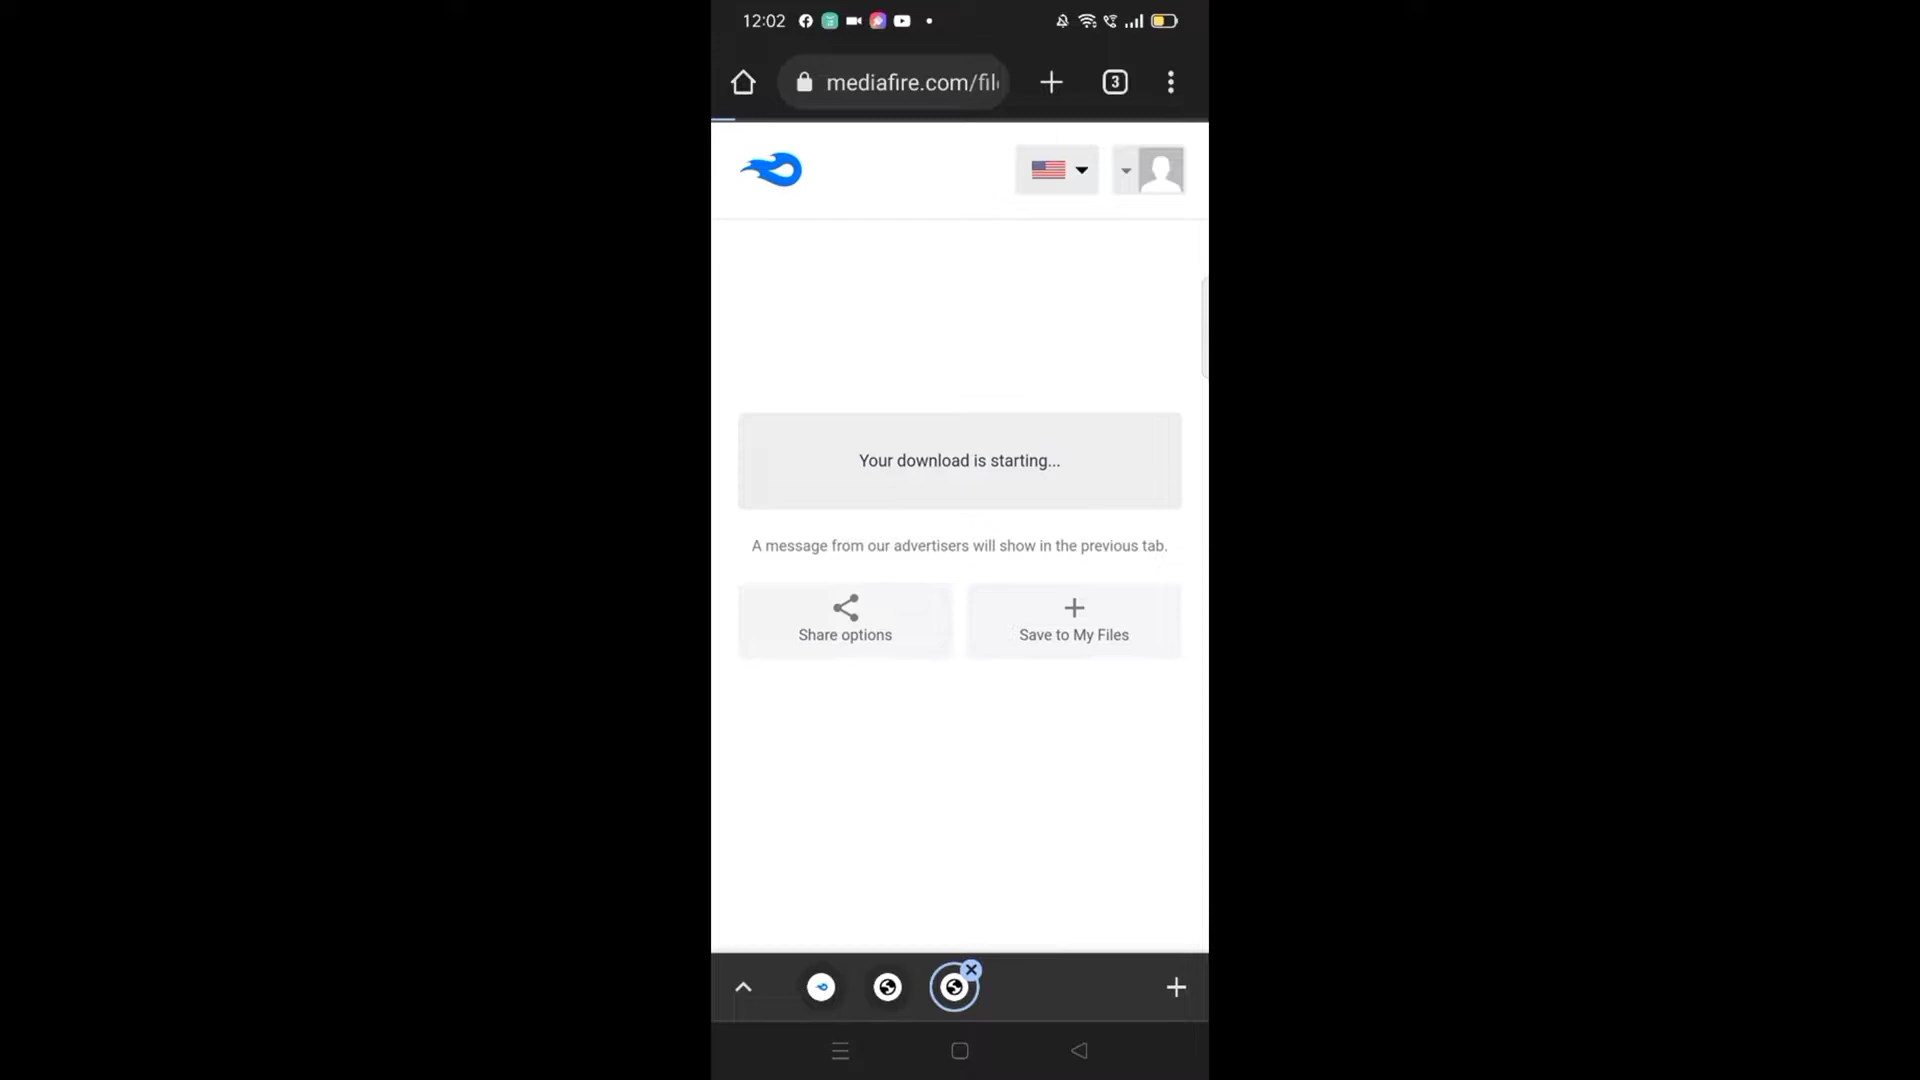 12:02
mediafire.com/fil
3
Your download is starting...
A message from our advertisers will show in the previous tab.
Share options
Save to My Files